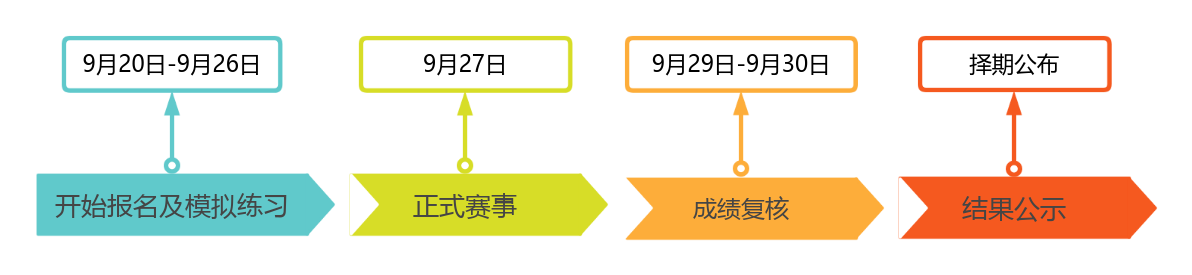 9月20日-9月26日
9月27日
9月29日-9月30日
择期公布
开始报名及模拟练习
正式赛事
成绩复核
结果公示